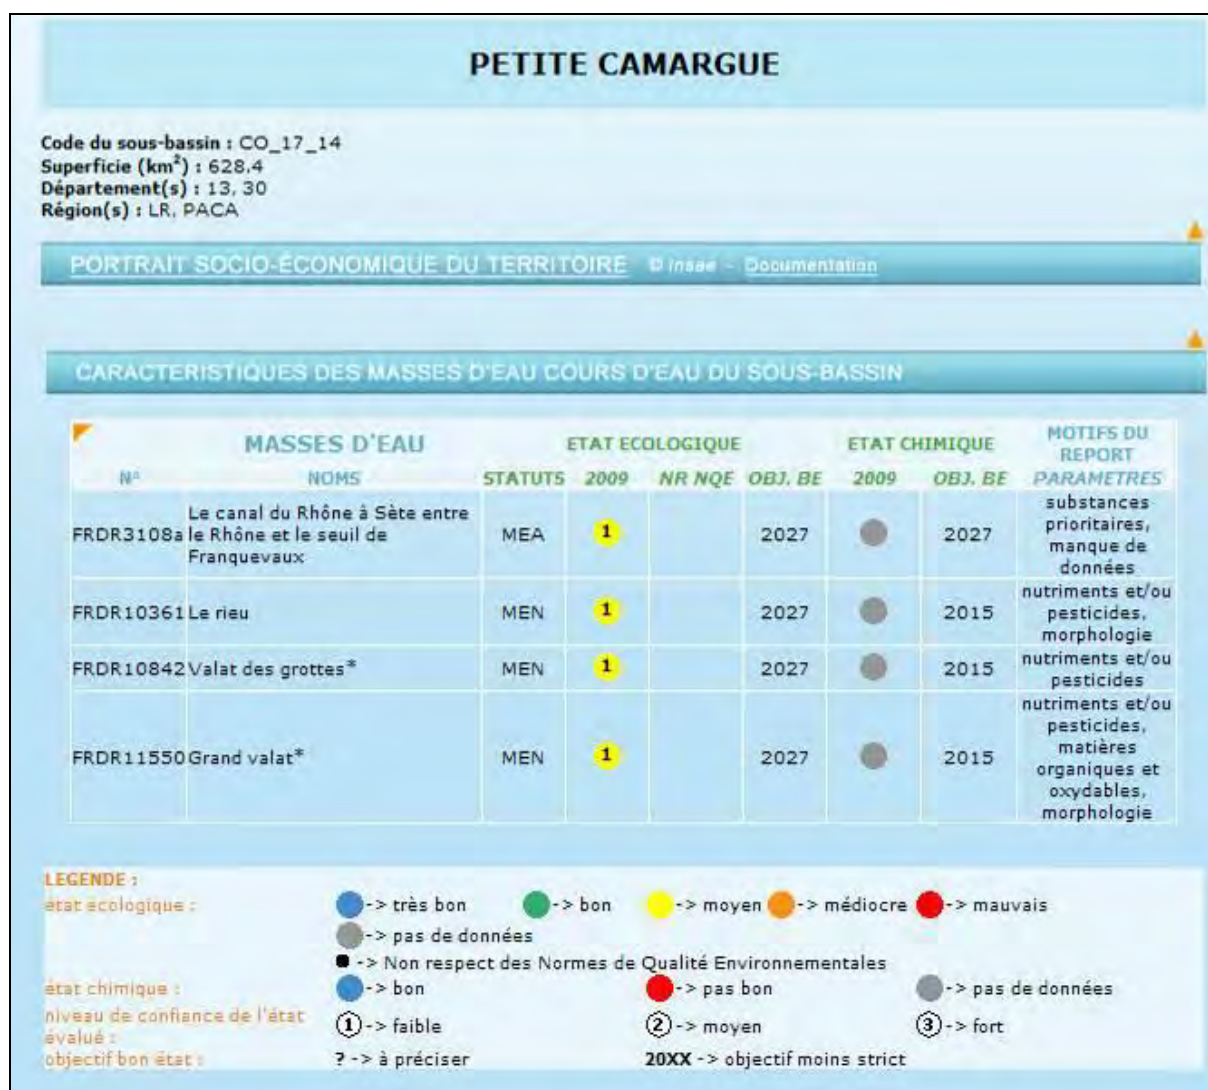 PETITE CAMARGUE
Code du sous-bassin : CO_17_14
Superficie (km²) : 628.4
Département(s) : 13, 30
Région(s) : LR, PACA
PORTRAIT SOCIO-ÉCONOMIQUE DU TERRITOIRE © Insee - Documentation
CARACTERISTIQUES DES MASSES D'EAU COURS D'EAU DU SOUS-BASSIN
MASSES D'EAU ETAT ECOLOGIQUE ETAT CHIMIQUE MOTIFS DU REPORT
N° NOMS STATUTS 2009 NR NQE OBJ. BE 2009 OBJ. BE PARAMETRES
FRDR3108a Le canal du Rhône à Sète entre le Rhône et le seuil de Franquevaux MEA 1 2027 2027 substances prioritaires, manque de données
FRDR10361 Le rieu MEN 1 2027 2015 nutriments et/ou pesticides, morphologie
FRDR10842 Valat des grottes* MEN 1 2027 2015 nutriments et/ou pesticides
FRDR11550 Grand valat* MEN 1 2027 2015 nutriments et/ou pesticides, matières organiques et oxydables, morphologie
LEGENDE :
état écologique : -> très bon -> bon -> moyen -> médiocre -> mauvais
-> pas de données
-> Non respect des Normes de Qualité Environnementales
état chimique : -> bon -> pas bon -> pas de données
niveau de confiance de l'état évalué : 1 -> faible 2 -> moyen 3 -> fort
objectif bon état : ? -> à préciser 20XX -> objectif moins strict